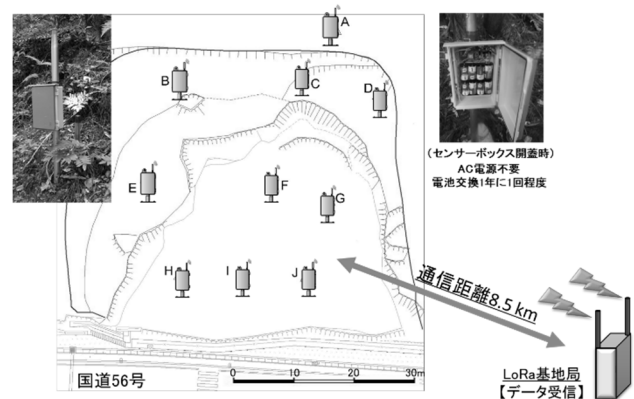 A
B
C
D
(センサーボックス開蓋時)
AC電源不要
電池交換1年に1回程度
E
F
G
H
I
J
通信距離8.5 km
国道56号
0 10 20 30m
LoRa基地局
【データ受信】